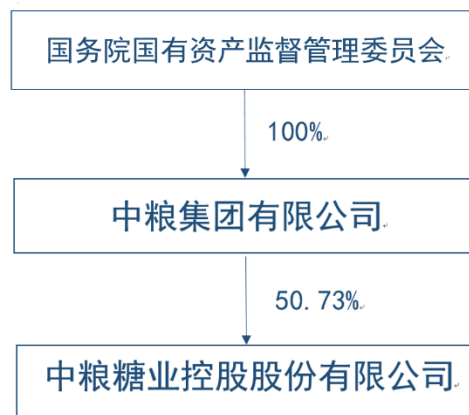 国务院国有资产监督管理委员会
100%
中粮集团有限公司
50.73%
中粮糖业控股股份有限公司